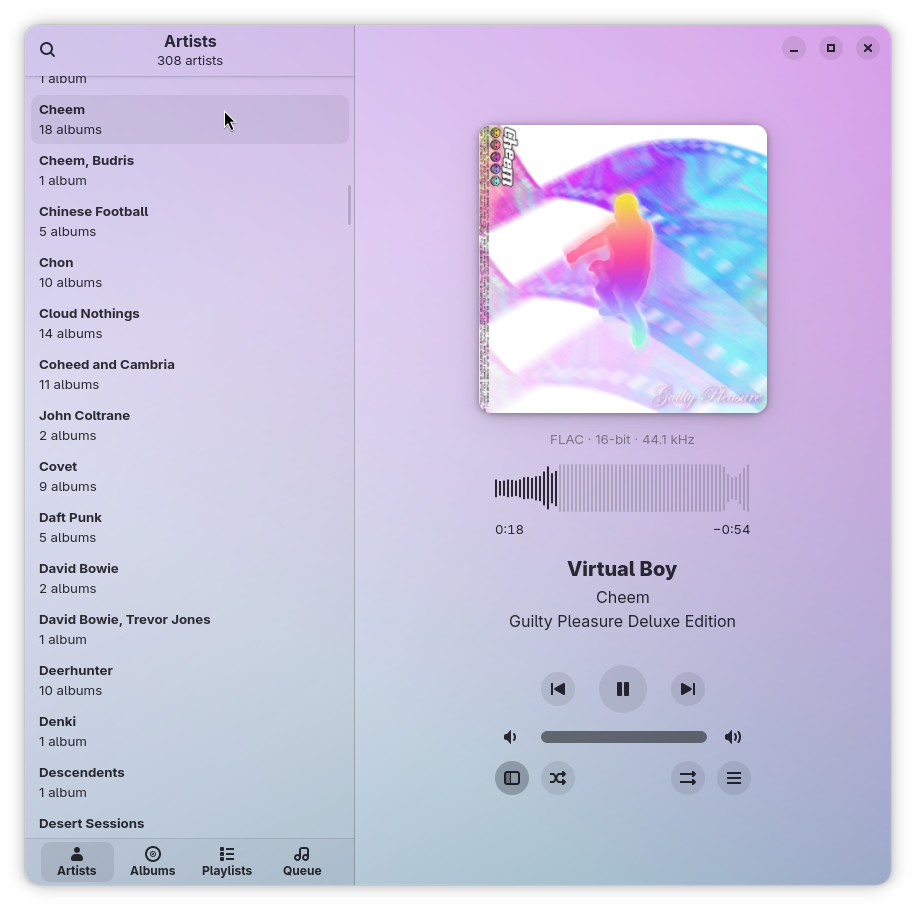 Artists
308 artists
1 album
Cheem
18 albums
Cheem, Budris
1 album
Chinese Football
5 albums
Chon
10 albums
Cloud Nothings
14 albums
Coheed and Cambria
11 albums
John Coltrane
2 albums
Covet
9 albums
Daft Punk
5 albums
David Bowie
2 albums
David Bowie, Trevor Jones
1 album
Deerhunter
10 albums
Denki
1 album
Descendents
1 album
Desert Sessions
Artists
Albums
Playlists
Queue
cheem
Guilty Pleasure
FLAC · 16-bit · 44.1 kHz
0:18
−0:54
Virtual Boy
Cheem
Guilty Pleasure Deluxe Edition